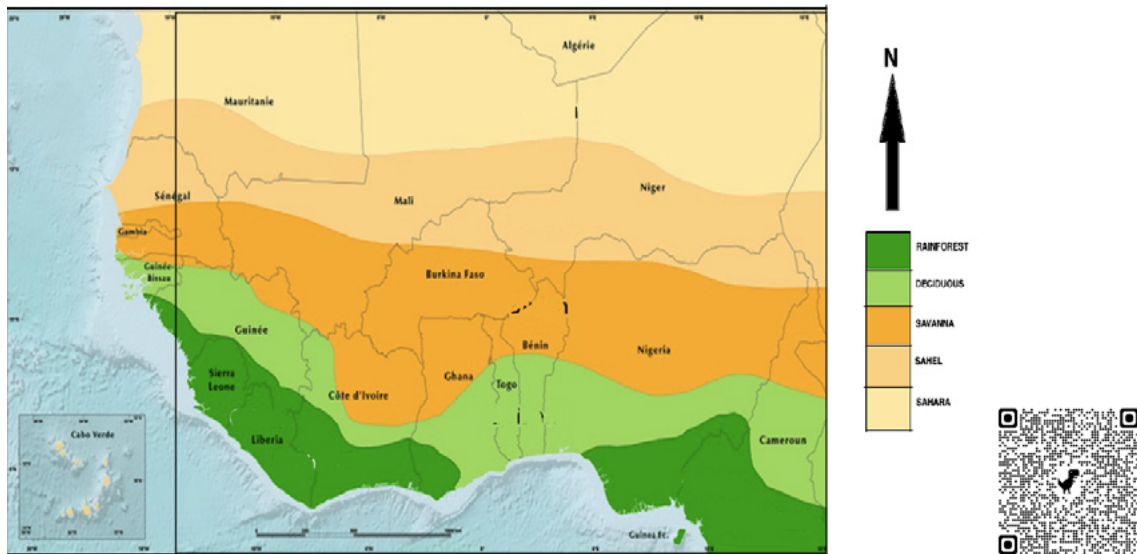 Algérie
Mauritanie
Sénégal
Mali
Niger
Gambia
Guinée-
Bissau
Burkina Faso
Guinée
Bénin
Nigeria
Ghana
Togo
Sierra
Leone
Côte d'Ivoire
Liberia
Cameroun
Cabo Verde
Guinea Ec.
N
RAINFOREST
DECIDUOUS
SAVANNA
SAHEL
SAHARA